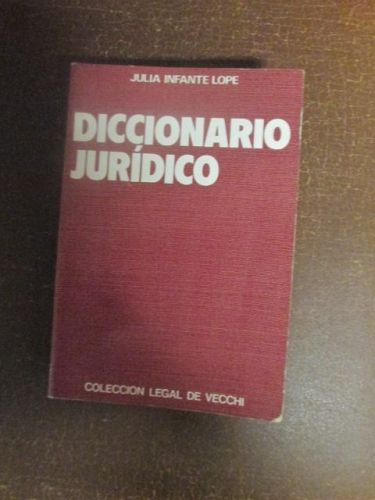 JULIA INFANTE LOPE
DICCIONARIO
JURÍDICO
COLECCION LEGAL DE VECCHI